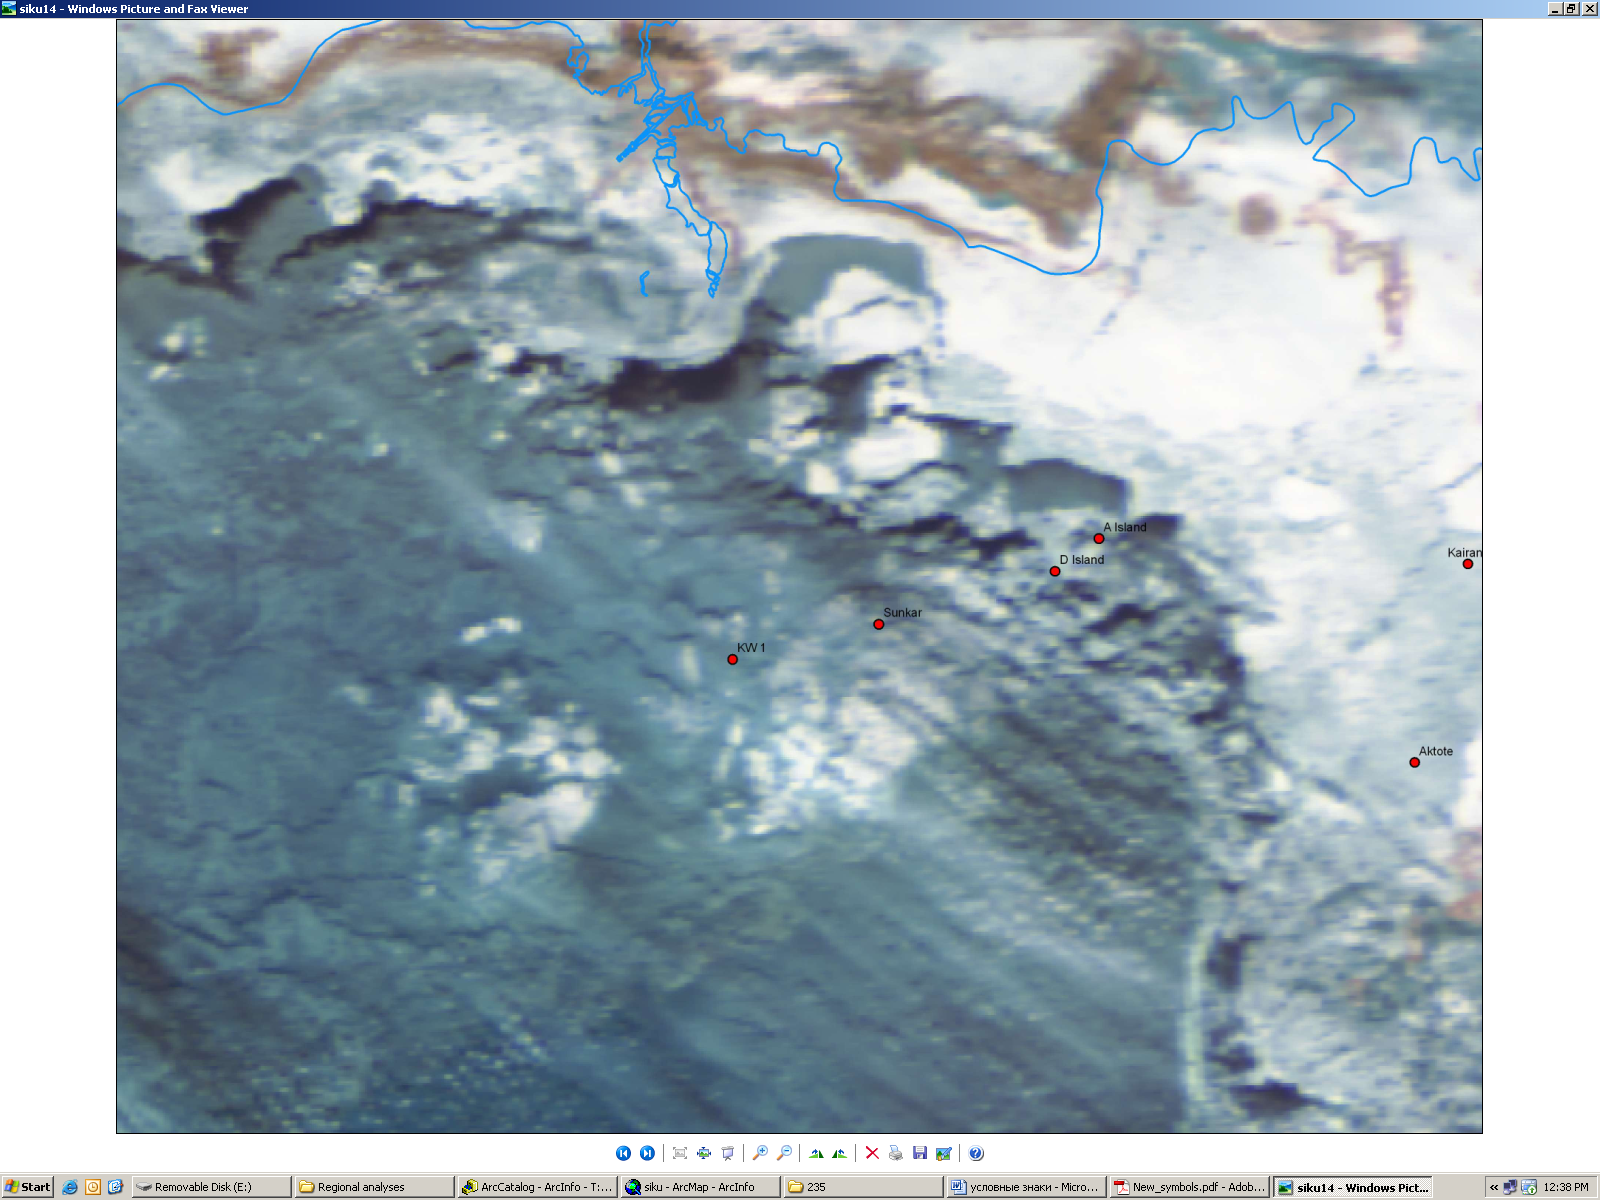 siku14 - Windows Picture and Fax Viewer
A Island
D Island
Kairan
Sunkar
KW 1
Aktote
Start
Removable Disk (E:)
Regional analyses
ArcCatalog - ArcInfo - T:...
siku - ArcMap - ArcInfo
235
условные знаки - Micro...
New_symbols.pdf - Adob...
siku14 - Windows Pict...
12:38 PM